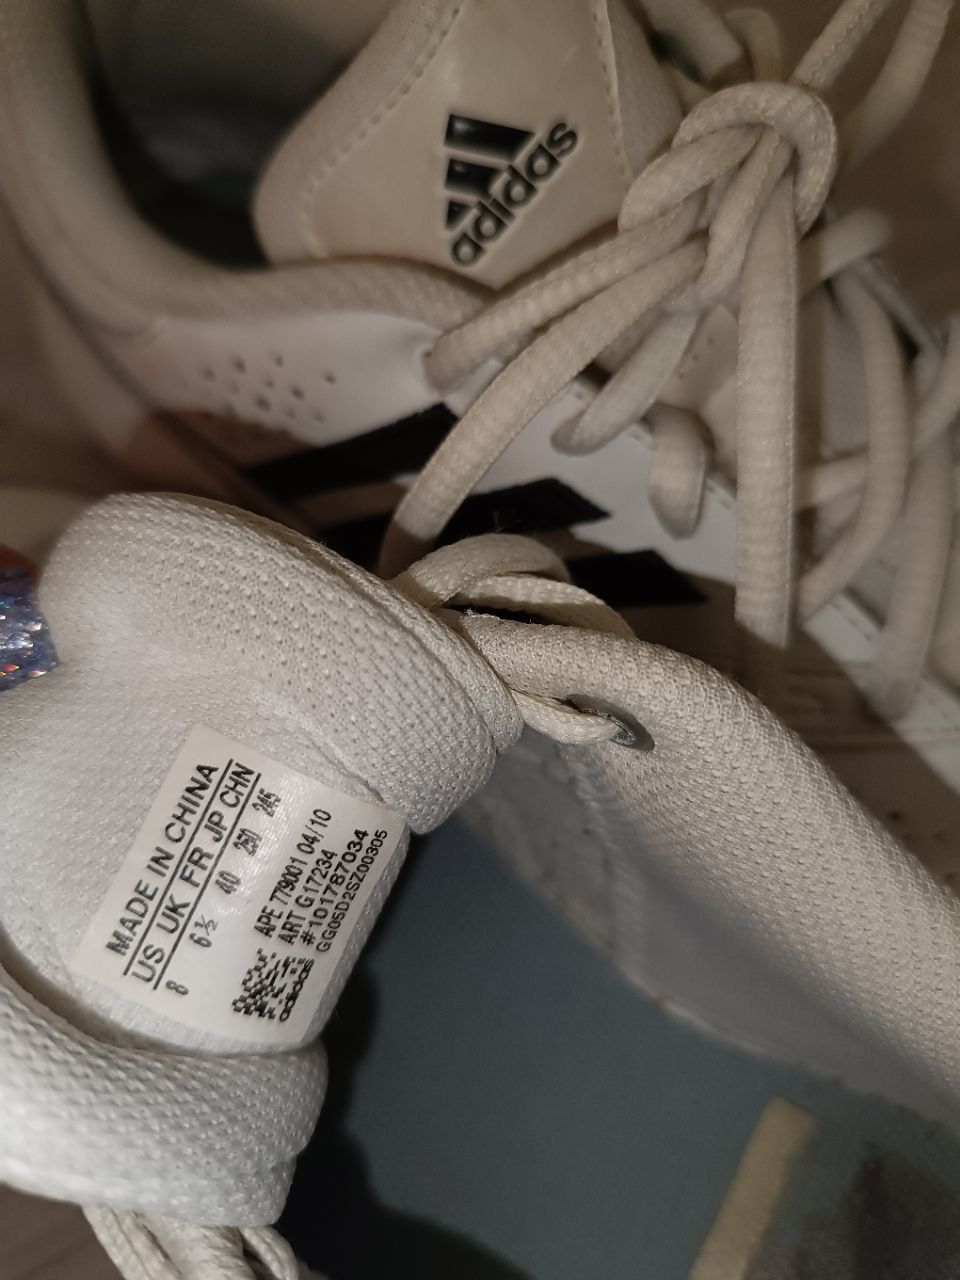 adidas
MADE IN CHINA
US UK FR JP CHN
8 6½ 40 250 245
APE 779001 04/10
ART G17234
#101787034
GG05D2SZ00305
adidas